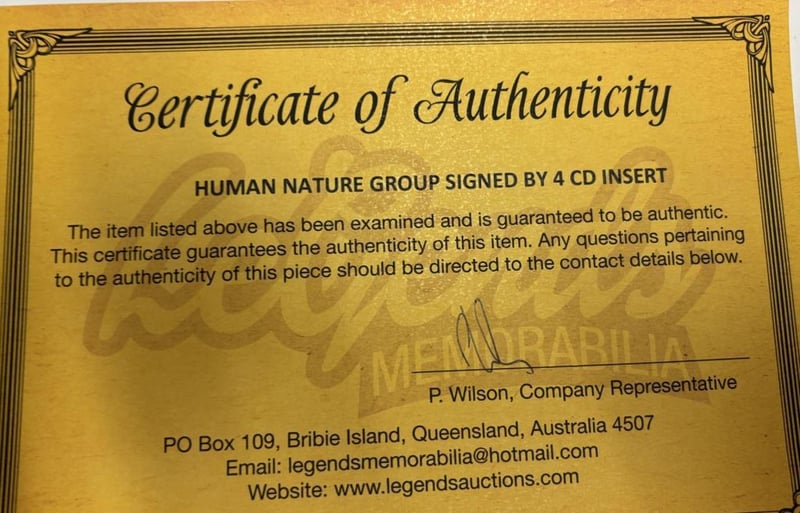 Certificate of Authenticity
HUMAN NATURE GROUP SIGNED BY 4 CD INSERT
The item listed above has been examined and is guaranteed to be authentic.
This certificate guarantees the authenticity of this item. Any questions pertaining
to the authenticity of this piece should be directed to the contact details below.
Legends
MEMORABILIA
P. Wilson, Company Representative
PO Box 109, Bribie Island, Queensland, Australia 4507
Email: legendsmemorabilia@hotmail.com
Website: www.legendsauctions.com